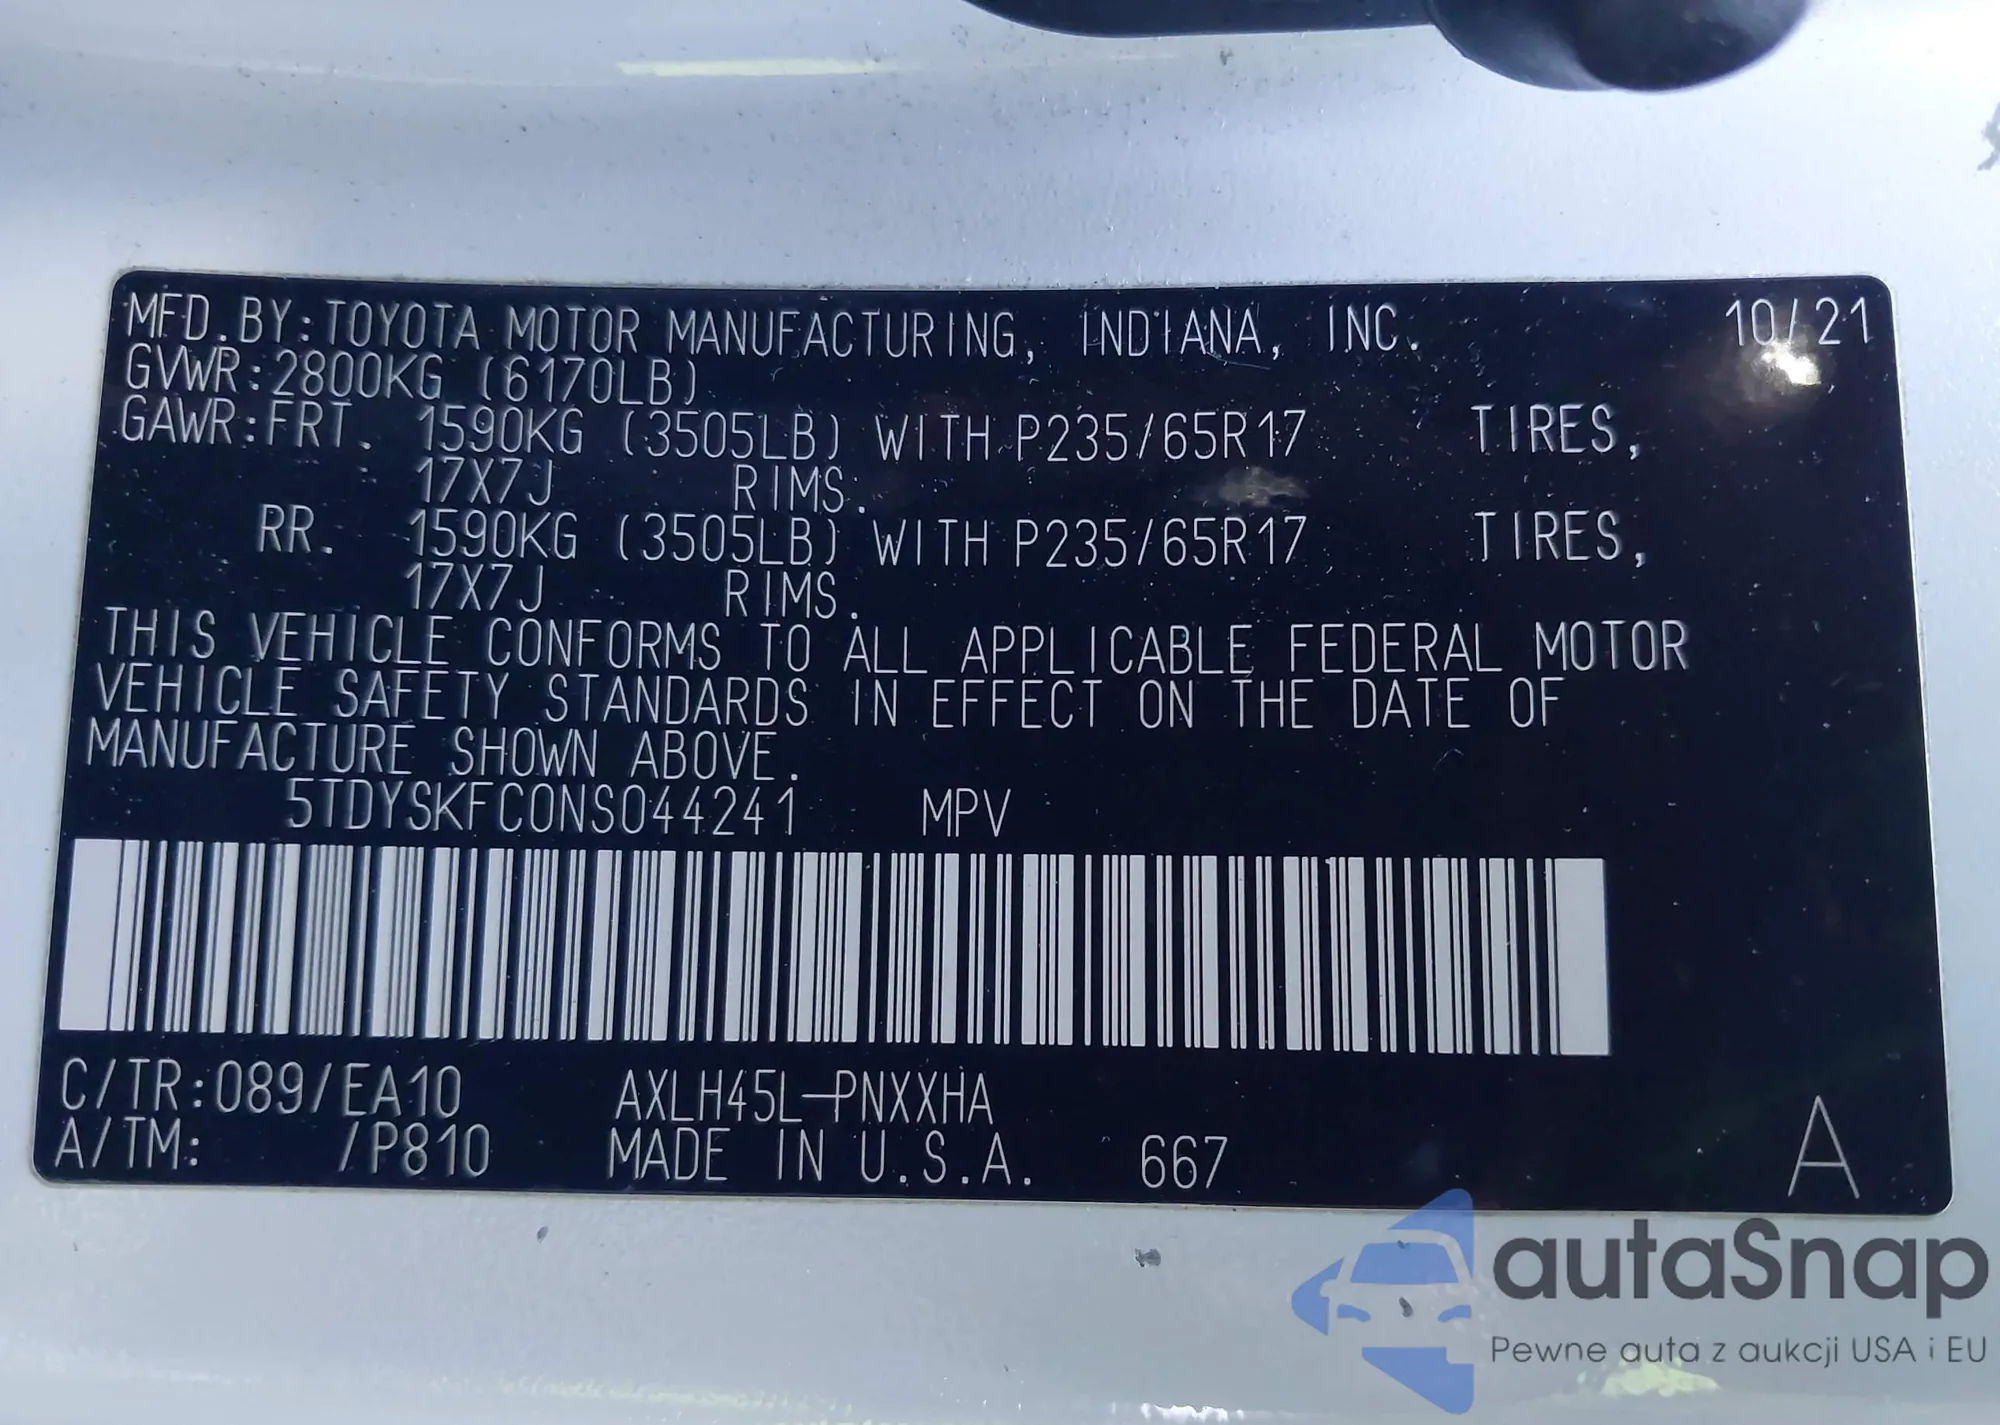 MFD.BY:TOYOTA MOTOR MANUFACTURING, INDIANA, INC. 10/21
GVWR:2800KG (6170LB)
GAWR:FRT. 1590KG (3505LB) WITH P235/65R17 TIRES,
17X7J RIMS.
RR. 1590KG (3505LB) WITH P235/65R17 TIRES,
17X7J RIMS.
THIS VEHICLE CONFORMS TO ALL APPLICABLE FEDERAL MOTOR
VEHICLE SAFETY STANDARDS IN EFFECT ON THE DATE OF
MANUFACTURE SHOWN ABOVE.
5TDYSKFC0NS044241 MPV
C/TR:089/EA10 AXLH45L-PNXXHA
A/TM: /P810 MADE IN U.S.A. 667 A
autaSnap
Pewne auta z aukcji USA i EU